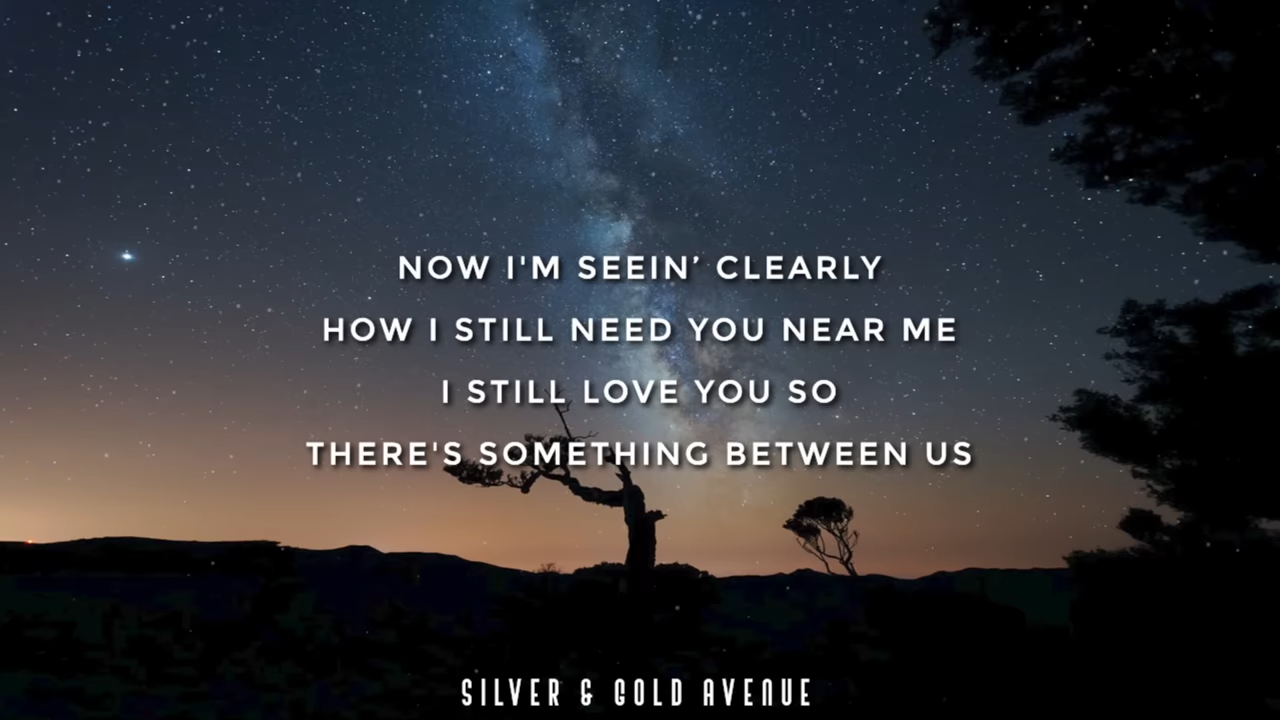 NOW I'M SEEIN’ CLEARLY
HOW I STILL NEED YOU NEAR ME
I STILL LOVE YOU SO
THERE'S SOMETHING BETWEEN US
SILVER & GOLD AVENUE